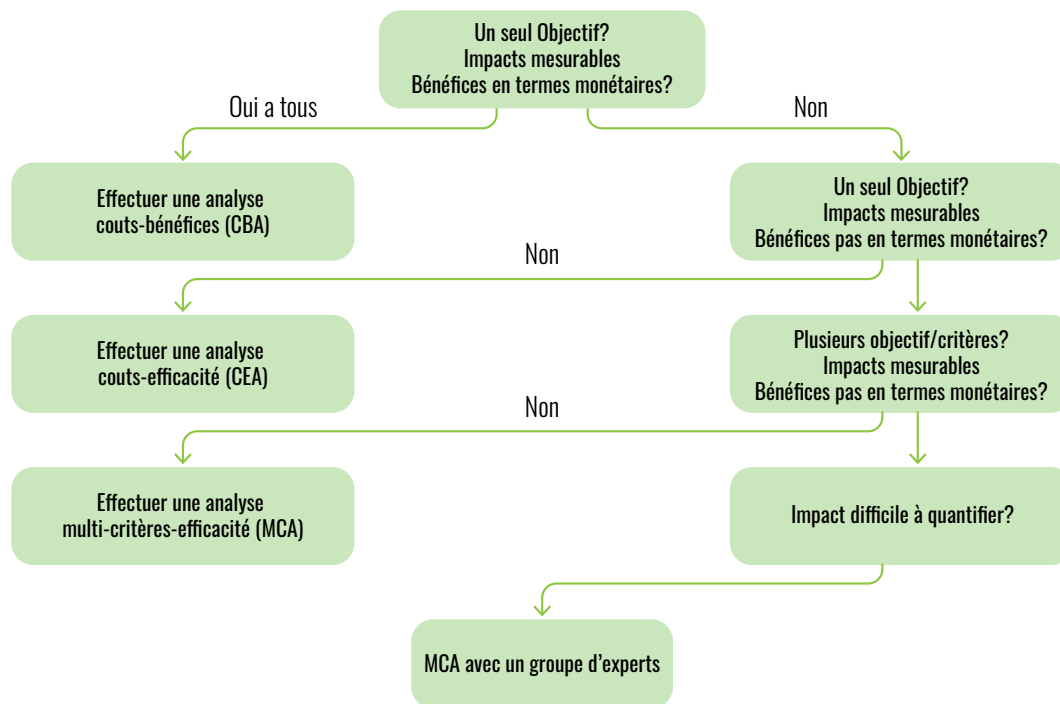 Un seul Objectif?
Impacts mesurables
Bénéfices en termes monétaires?
Oui a tous
Non
Effectuer une analyse
couts-bénéfices (CBA)
Un seul Objectif?
Impacts mesurables
Bénéfices pas en termes monétaires?
Non
Effectuer une analyse
couts-efficacité (CEA)
Plusieurs objectif/critères?
Impacts mesurables
Bénéfices pas en termes monétaires?
Non
Effectuer une analyse
multi-critères-efficacité (MCA)
Impact difficile à quantifier?
MCA avec un groupe d'experts